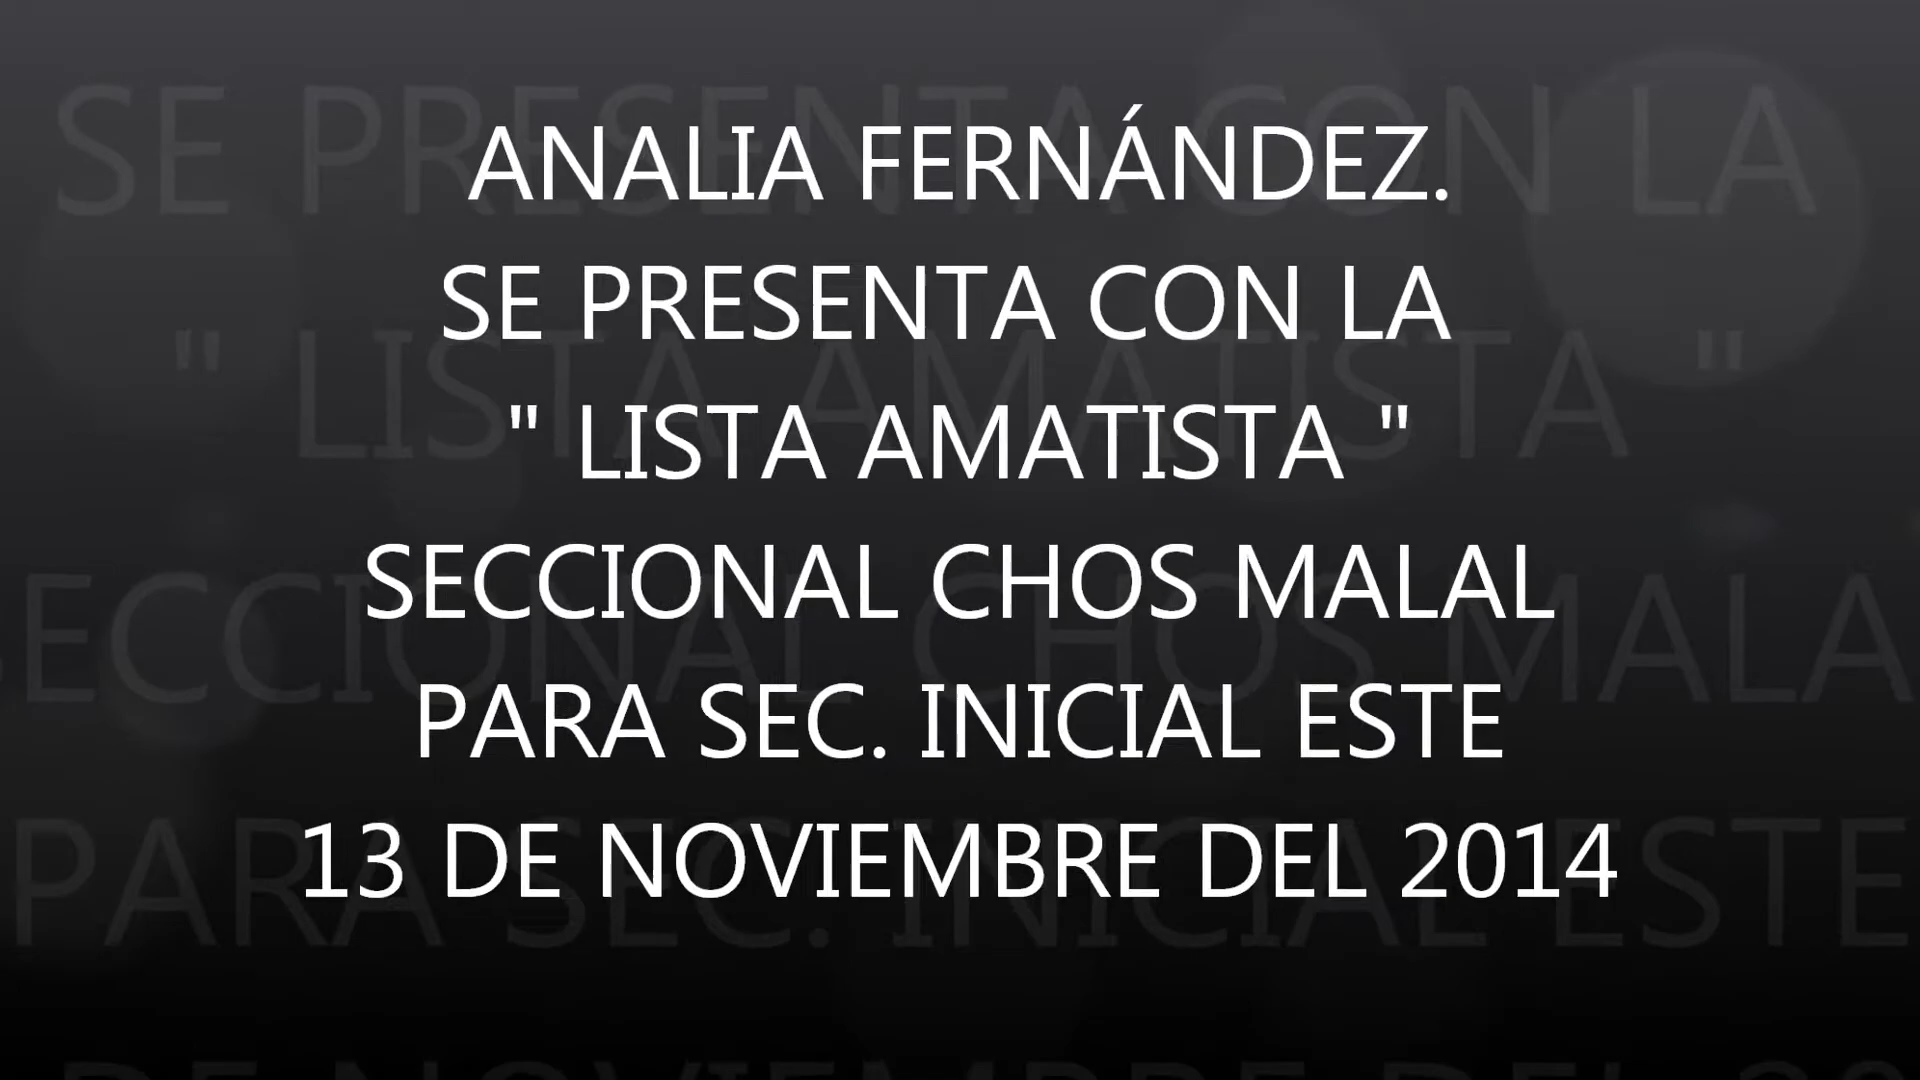 ANALIA FERNÁNDEZ.
SE PRESENTA CON LA
" LISTA AMATISTA "
SECCIONAL CHOS MALAL
PARA SEC. INICIAL ESTE
13 DE NOVIEMBRE DEL 2014